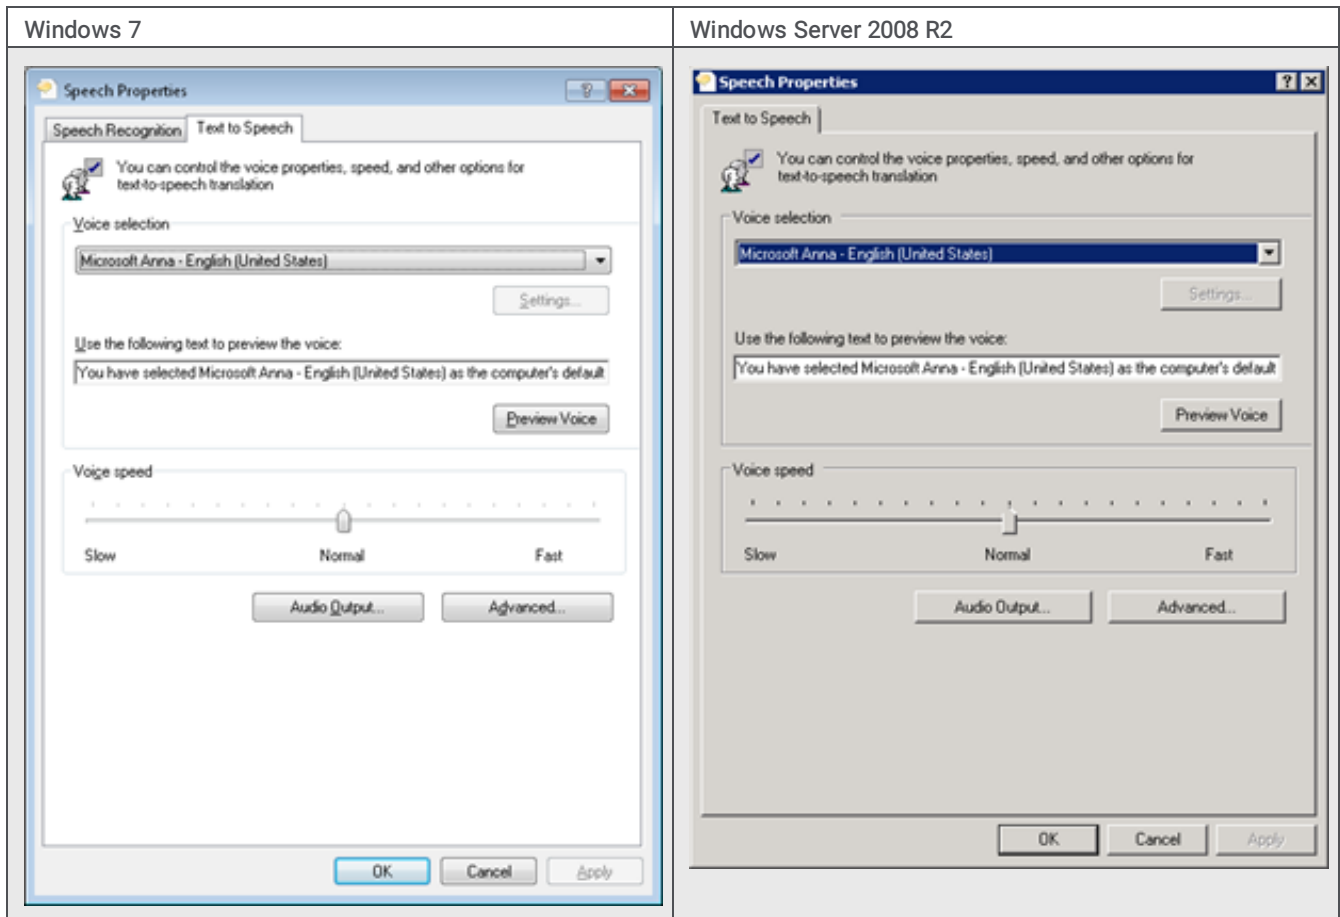 Windows 7
Speech Properties
Speech Recognition
Text to Speech
You can control the voice properties, speed, and other options for
text-to-speech translation
Voice selection
Microsoft Anna - English (United States)
Settings...
Use the following text to preview the voice:
You have selected Microsoft Anna - English (United States) as the computer's default
Preview Voice
Voice speed
Slow Normal Fast
Audio Output... Advanced...
OK Cancel Apply
Windows Server 2008 R2
Speech Properties
Text to Speech
You can control the voice properties, speed, and other options for
text-to-speech translation
Voice selection
Microsoft Anna - English (United States)
Settings...
Use the following text to preview the voice:
You have selected Microsoft Anna - English (United States) as the computer's default
Preview Voice
Voice speed
Slow Normal Fast
Audio Output... Advanced...
OK Cancel Apply